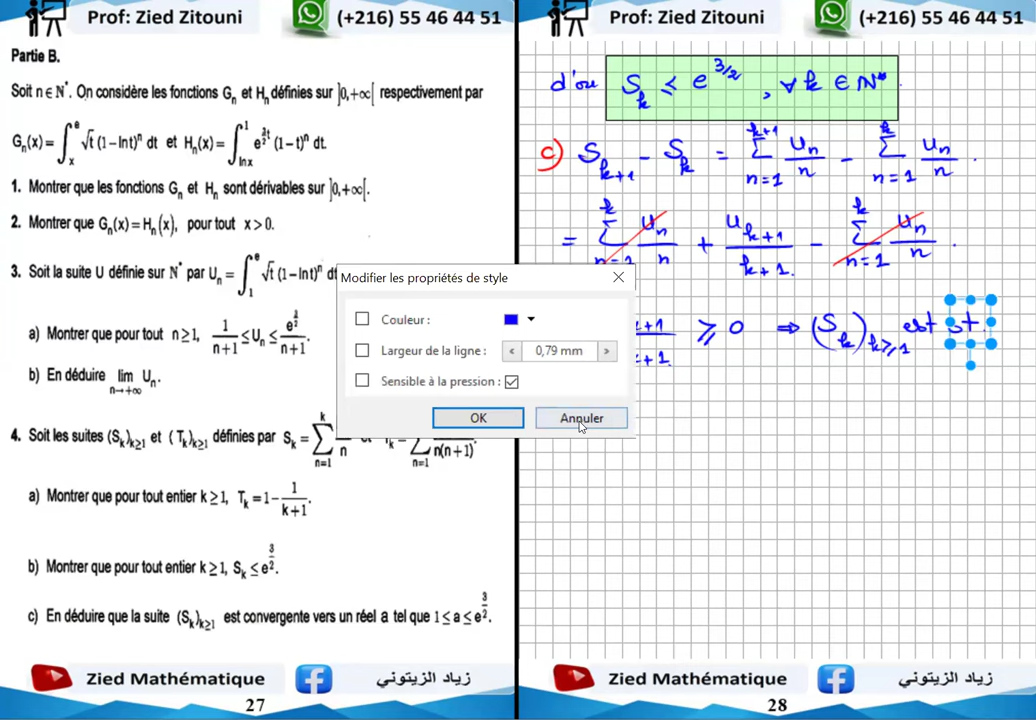 Prof: Zied Zitouni (+216) 55 46 44 51
Partie B.
Soit n ∈ N*. On considère les fonctions Gₙ et Hₙ définies sur ]0,+∞[ respectivement par
Gₙ(x) = ∫ₓᵉ √t (1 − lnt)ⁿ dt et Hₙ(x) = ∫ₗₙₓ¹ e^(3/2 t) (1 − t)ⁿ dt.
1. Montrer que les fonctions Gₙ et Hₙ sont dérivables sur ]0,+∞[.
2. Montrer que Gₙ(x) = Hₙ(x), pour tout x > 0.
3. Soit la suite U définie sur N* par Uₙ = ∫₁ᵉ √t (1 − lnt)ⁿ dt
a) Montrer que pour tout n ≥ 1, 1/(n+1) ≤ Uₙ ≤ e^(3/2)/(n+1).
b) En déduire lim n→+∞ Uₙ.
4. Soit les suites (Sₖ)ₖ≥₁ et (Tₖ)ₖ≥₁ définies par Sₖ = Σ k n=1 n Σ n=1 n(n+1).
a) Montrer que pour tout entier k ≥ 1, Tₖ = 1 − 1/(k+1).
b) Montrer que pour tout entier k ≥ 1, Sₖ ≤ e^(3/2).
c) En déduire que la suite (Sₖ)ₖ≥₁ est convergente vers un réel a tel que 1 ≤ a ≤ e^(3/2).
Zied Mathématique زياد الزيتوني
27
Prof: Zied Zitouni (+216) 55 46 44 51
d'où Sₖ ≤ e^(3/2), ∀ k ∈ N*
c) Sₖ₊₁ − Sₖ = Σ k+1 n=1 Uₙ/n − Σ k n=1 Uₙ/n.
= Σ k n=1 Uₙ/n + Uₖ₊₁/(k+1) − Σ k n=1 Uₙ/n.
k+1/k+1. ≥ 0 ⇒ (Sₖ)ₖ≥₁ est st.
Modifier les propriétés de style
Couleur :
Largeur de la ligne : < 0,79 mm >
Sensible à la pression :
OK Annuler
Zied Mathématique زياد الزيتوني
28